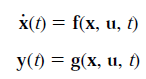 ẋ(t) = f(x, u, t)
y(t) = g(x, u, t)